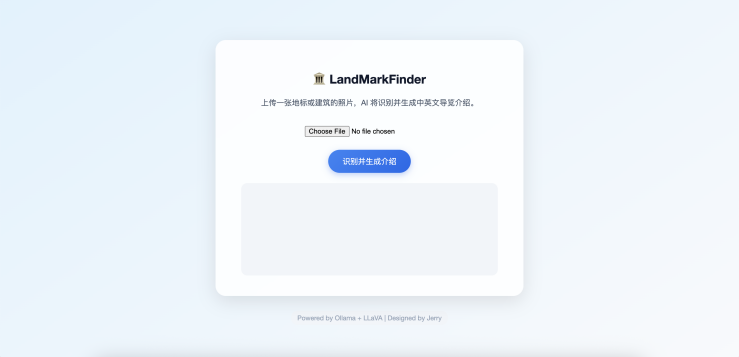 🏛️ LandMarkFinder
上传一张地标或建筑的照片，AI 将识别并生成中英文导览介绍。
Choose File No file chosen
识别并生成介绍
Powered by Ollama + LLaVA | Designed by Jerry